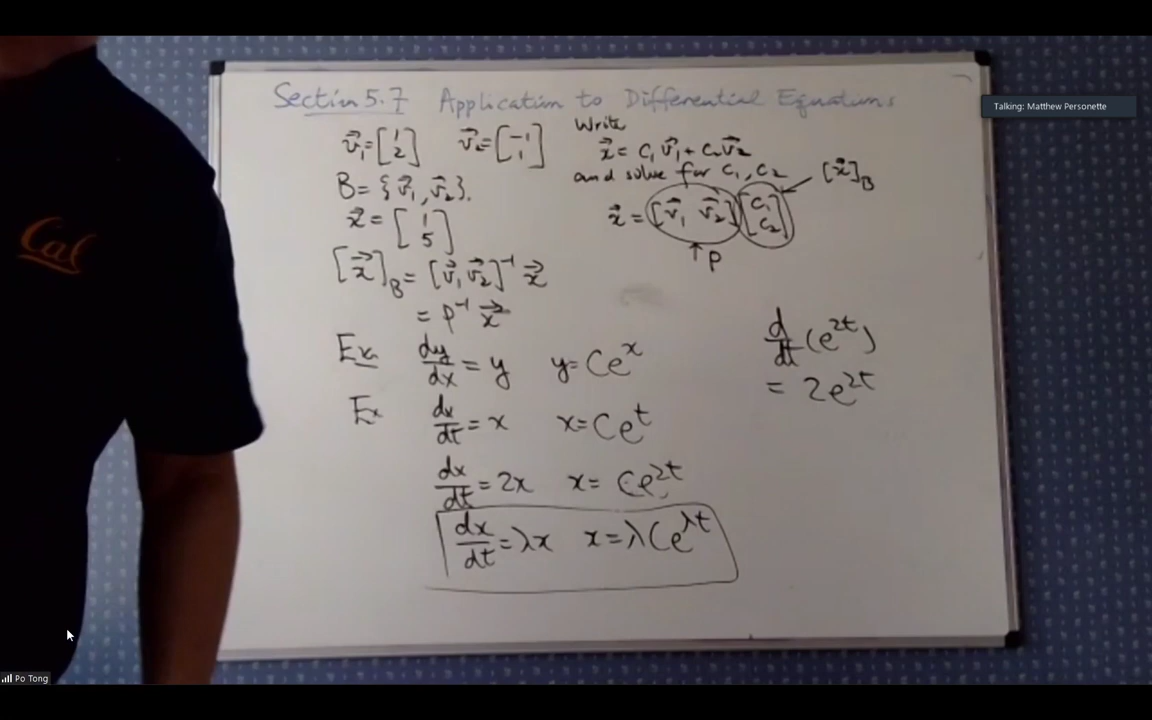 Section 5.7 Application to Differential Equations
v⃗₁ = [1 2] v⃗₂ = [-1 1]
B = {v⃗₁, v⃗₂}.
x⃗ = [1 5]
[x⃗]_B = [v⃗₁ v⃗₂]⁻¹ x⃗
= P⁻¹ x⃗
Write
x⃗ = c₁v⃗₁ + c₂v⃗₂
and solve for c₁, c₂
[x⃗]_B
x⃗ = [v⃗₁ v⃗₂] [c₁ c₂]
↑ P
Ex. dy/dx = y y = Ce^x
Ex dx/dt = x x = Ce^t
dx/dt = 2x x = Ce^2t
dx/dt = λx x = λCe^λt
d/dt (e^2t)
= 2e^2t
Cal
Talking: Matthew Personette
Po Tong